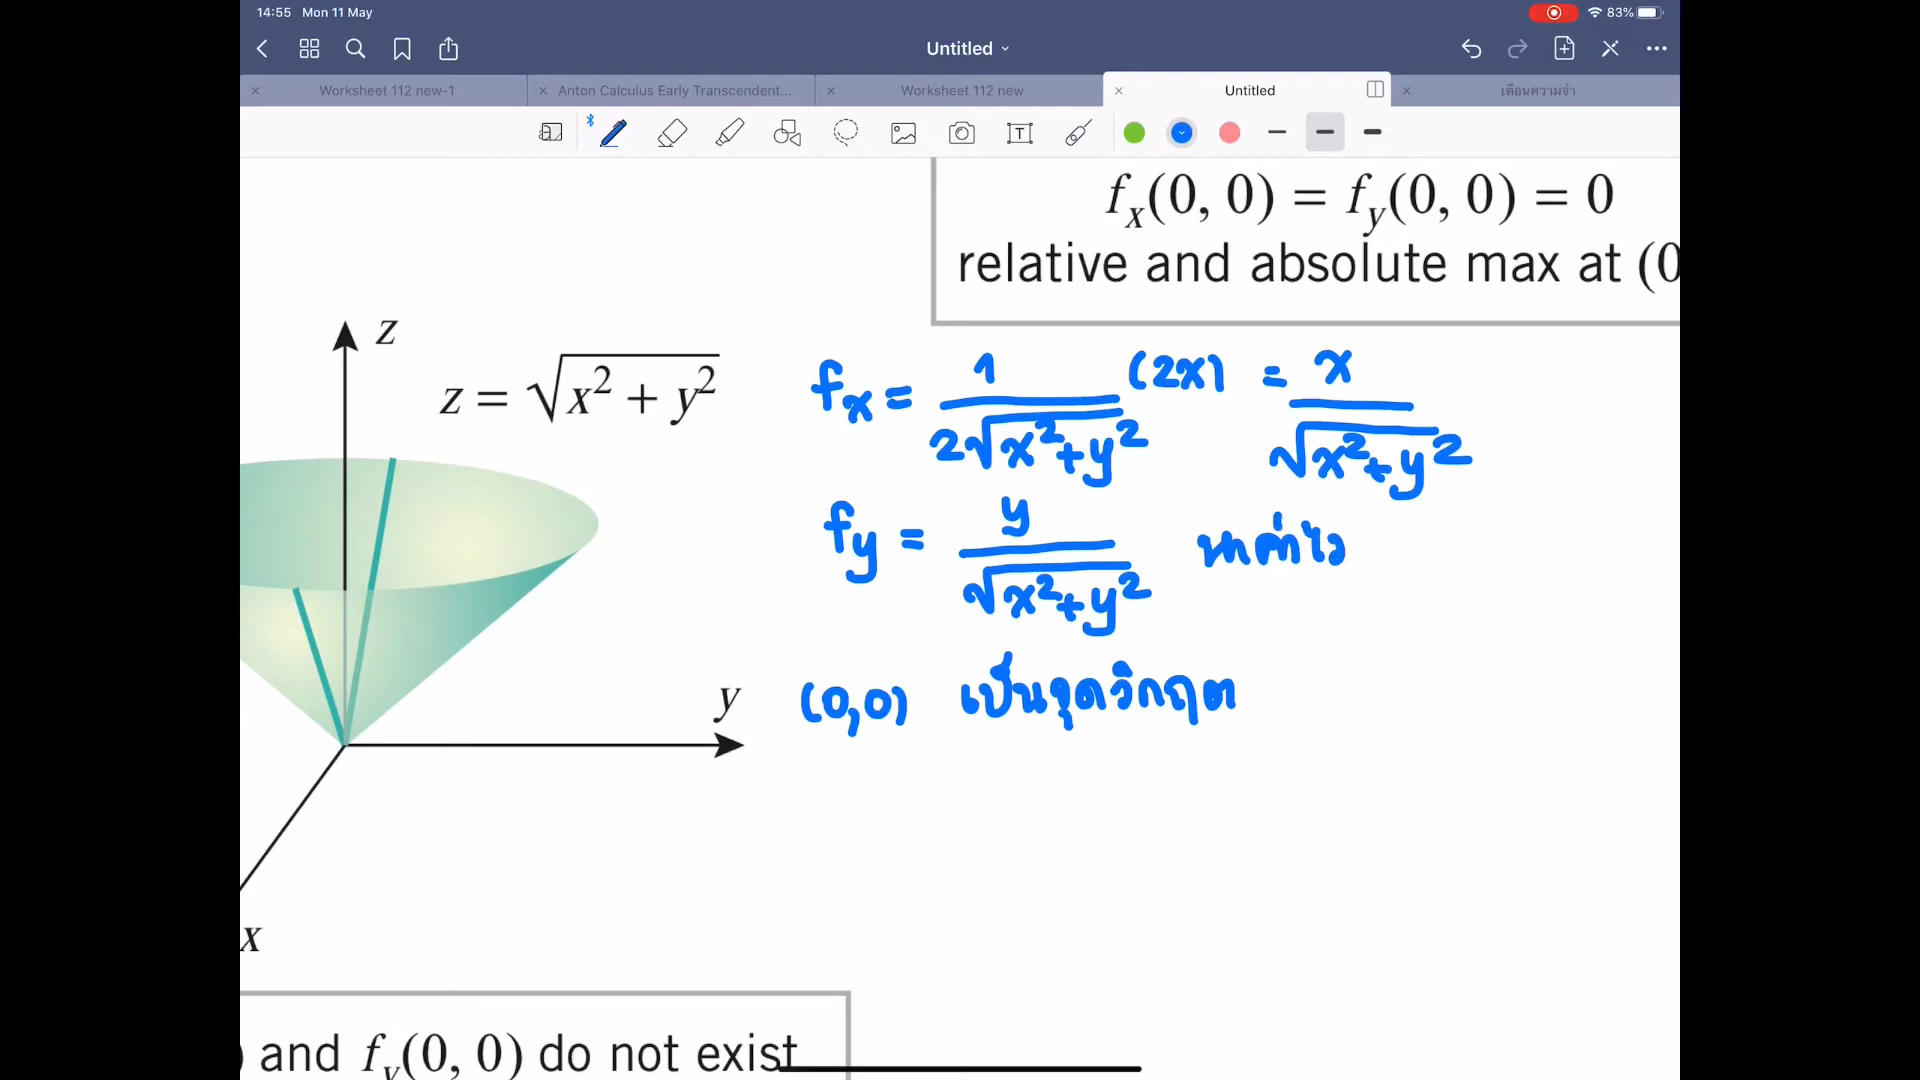 14:55 Mon 11 May
83%
Untitled
Worksheet 112 new-1
Anton Calculus Early Transcendent...
Worksheet 112 new
Untitled
เตือนความจำ
fx(0, 0) = fy(0, 0) = 0
relative and absolute max at (0
z
z = √x² + y²
fx = 1 / 2√x²+y² (2x) = x / √x²+y²
fy = y / √x²+y² หาค่าไ
(0,0) เป็นจุดวิกฤต
y
x
) and fy(0, 0) do not exist